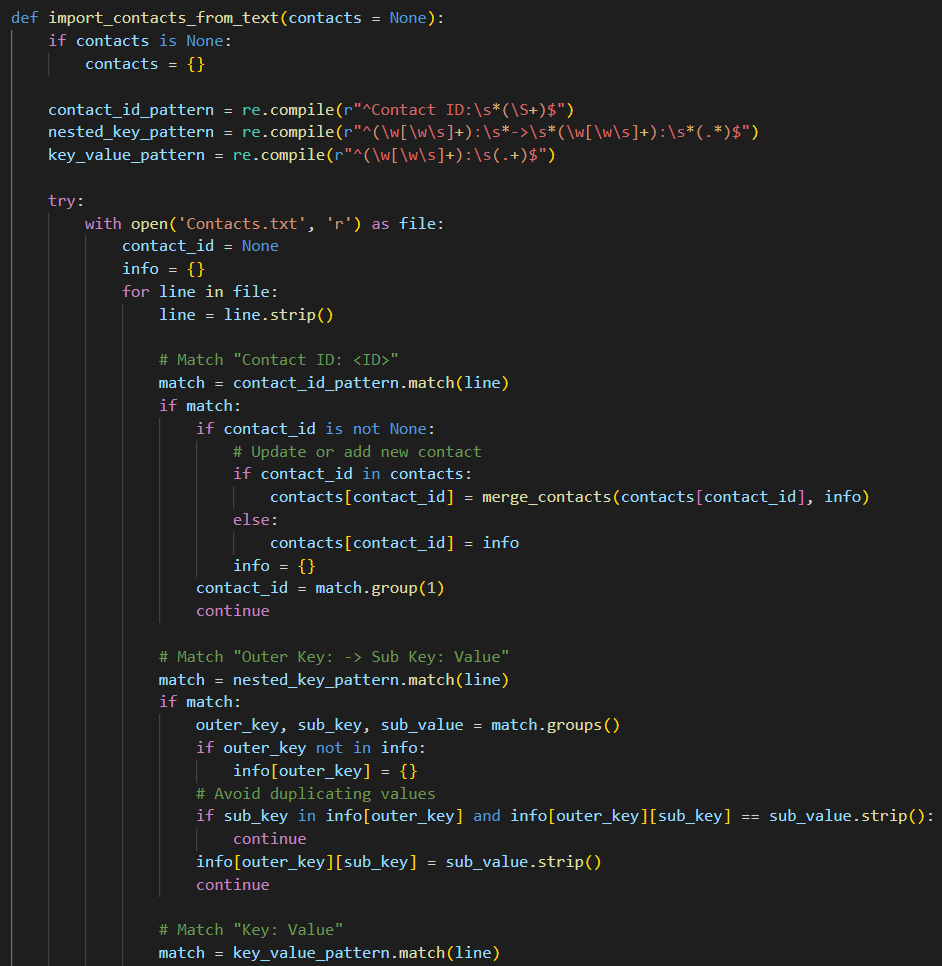 def import_contacts_from_text(contacts = None):
    if contacts is None:
        contacts = {}

    contact_id_pattern = re.compile(r"^Contact ID:\s*(\S+)$")
    nested_key_pattern = re.compile(r"^(\w[\w\s]+):\s*->\s*(\w[\w\s]+):\s*(.*)$")
    key_value_pattern = re.compile(r"^(\w[\w\s]+):\s(.+)$")

    try:
        with open('Contacts.txt', 'r') as file:
            contact_id = None
            info = {}
            for line in file:
                line = line.strip()

                # Match "Contact ID: <ID>"
                match = contact_id_pattern.match(line)
                if match:
                    if contact_id is not None:
                        # Update or add new contact
                        if contact_id in contacts:
                            contacts[contact_id] = merge_contacts(contacts[contact_id], info)
                        else:
                            contacts[contact_id] = info
                        info = {}
                    contact_id = match.group(1)
                    continue

                # Match "Outer Key: -> Sub Key: Value"
                match = nested_key_pattern.match(line)
                if match:
                    outer_key, sub_key, sub_value = match.groups()
                    if outer_key not in info:
                        info[outer_key] = {}
                    # Avoid duplicating values
                    if sub_key in info[outer_key] and info[outer_key][sub_key] == sub_value.strip():
                        continue
                    info[outer_key][sub_key] = sub_value.strip()
                    continue

                # Match "Key: Value"
                match = key_value_pattern.match(line)